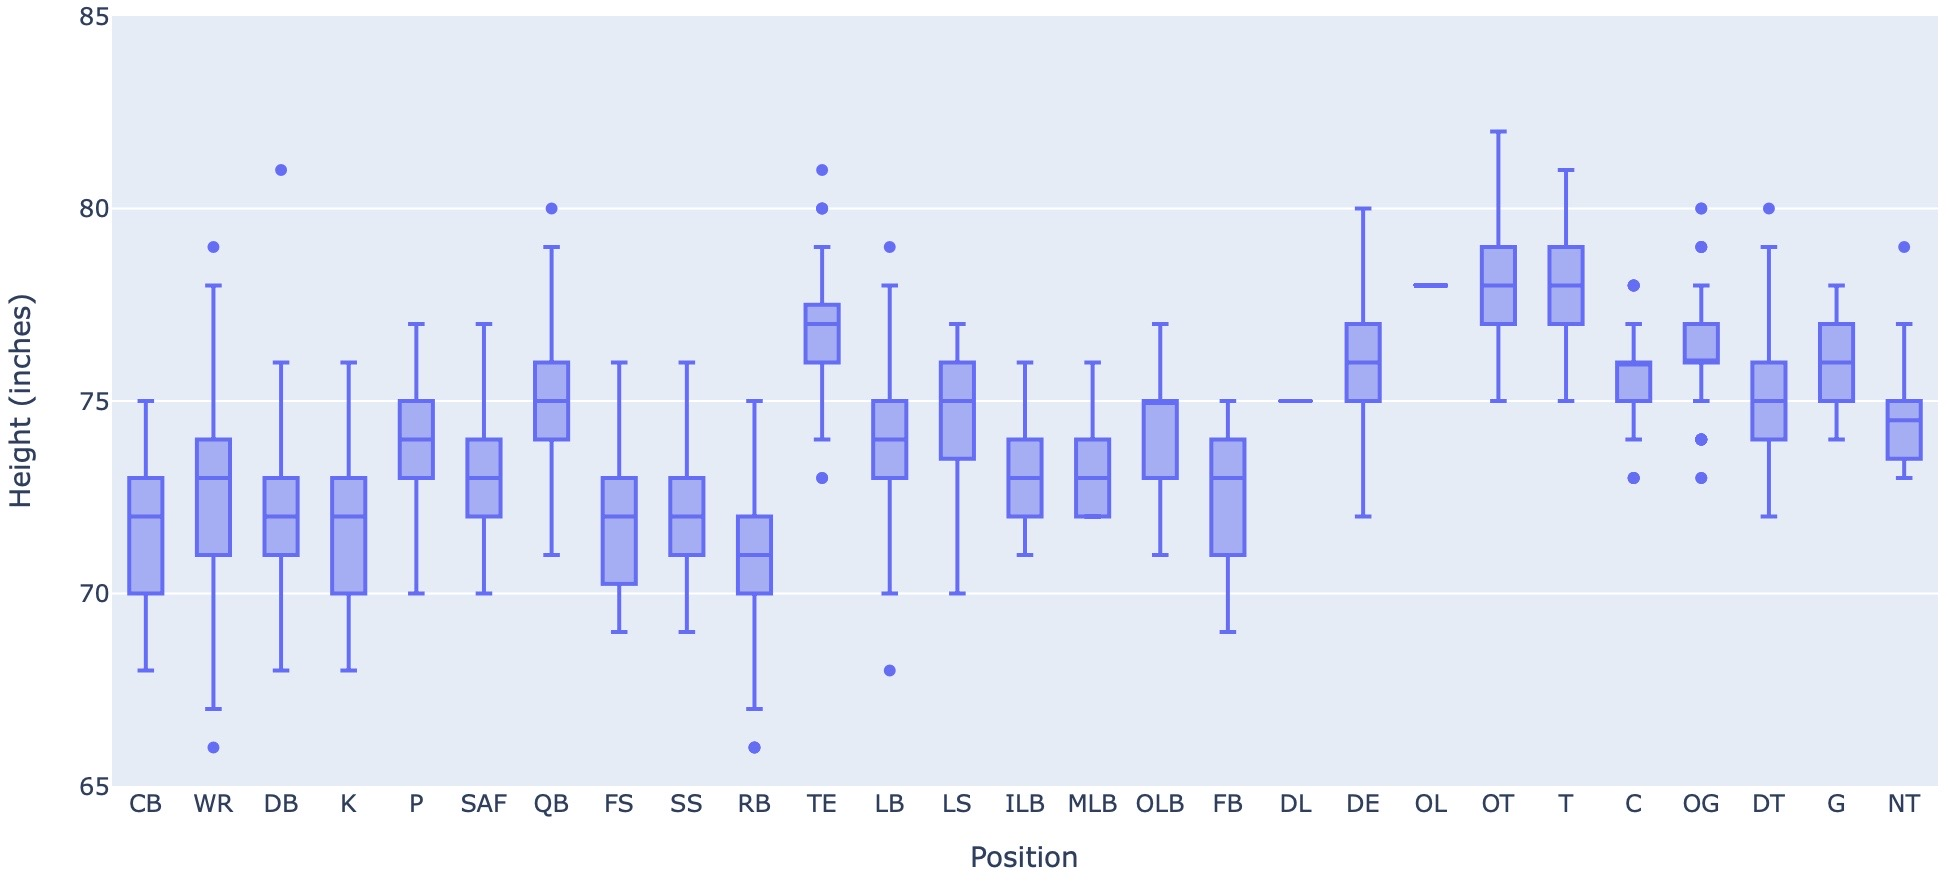 85
80
75
70
65
Height (inches)
CB WR DB K P SAF QB FS SS RB TE LB LS ILB MLB OLB FB DL DE OL OT T C OG DT G NT
Position